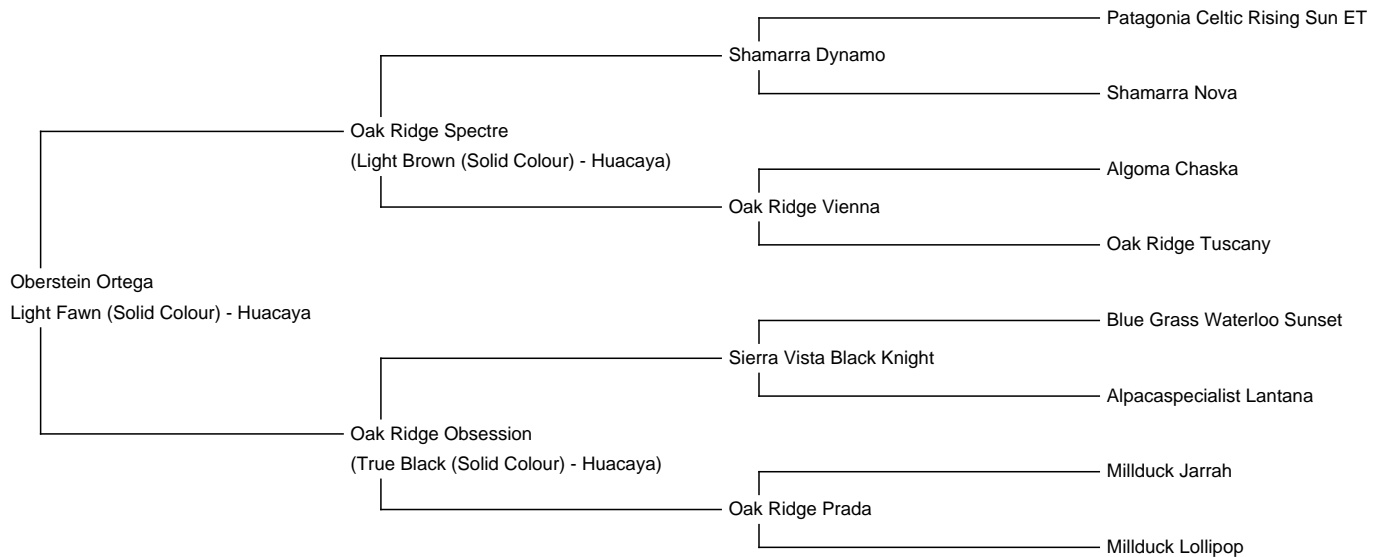 Patagonia Celtic Rising Sun ET
Shamarra Dynamo
Shamarra Nova
Oak Ridge Spectre
(Light Brown (Solid Colour) - Huacaya)
Algoma Chaska
Oak Ridge Vienna
Oak Ridge Tuscany
Oberstein Ortega
Light Fawn (Solid Colour) - Huacaya
Blue Grass Waterloo Sunset
Sierra Vista Black Knight
Alpacaspecialist Lantana
Oak Ridge Obsession
(True Black (Solid Colour) - Huacaya)
Millduck Jarrah
Oak Ridge Prada
Millduck Lollipop